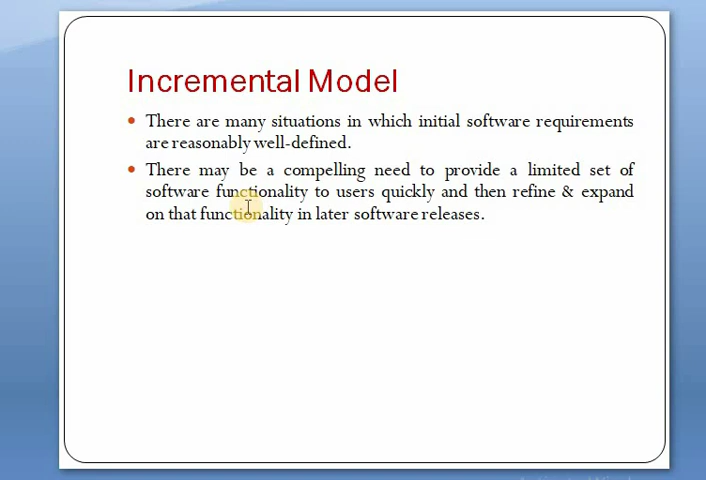 Incremental Model
• There are many situations in which initial software requirements
are reasonably well-defined.
• There may be a compelling need to provide a limited set of
software functionality to users quickly and then refine & expand
on that functionality in later software releases.